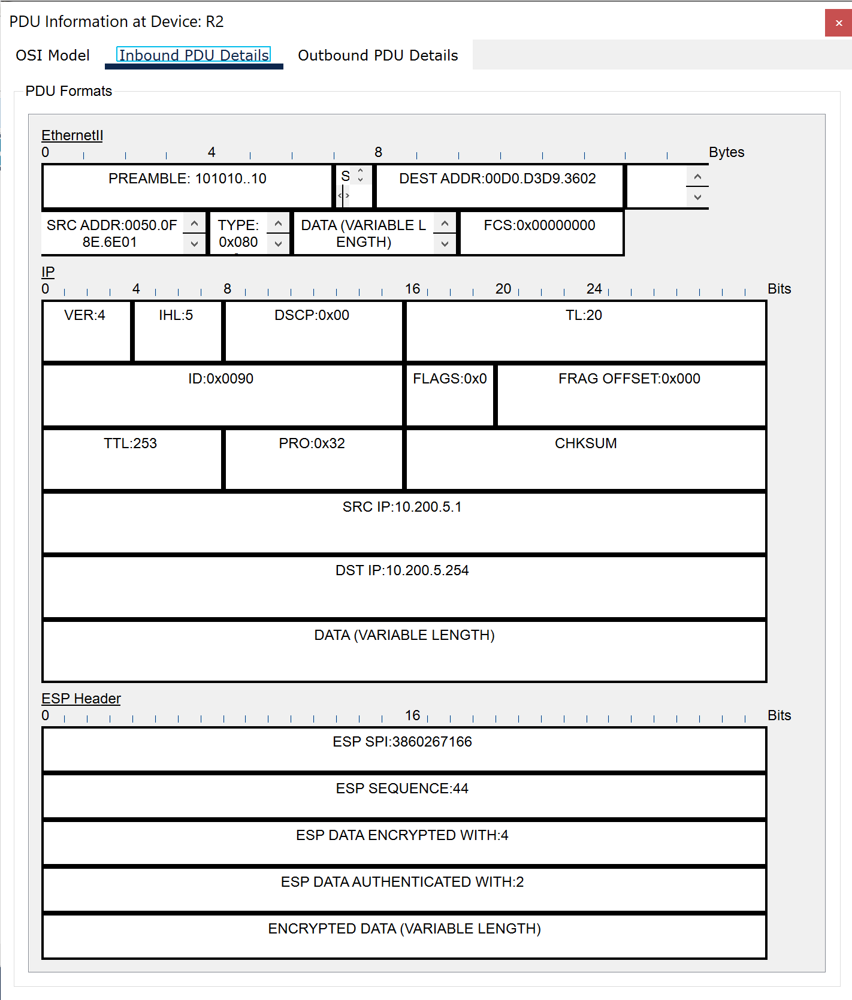 PDU Information at Device: R2
OSI Model Inbound PDU Details Outbound PDU Details
PDU Formats
EthernetII
0 4 8 Bytes
PREAMBLE: 101010..10 S DEST ADDR:00D0.D3D9.3602
SRC ADDR:0050.0F TYPE: DATA (VARIABLE L FCS:0x00000000
8E.6E01 0x080 ENGTH)
IP
0 4 8 16 20 24 Bits
VER:4 IHL:5 DSCP:0x00 TL:20
ID:0x0090 FLAGS:0x0 FRAG OFFSET:0x000
TTL:253 PRO:0x32 CHKSUM
SRC IP:10.200.5.1
DST IP:10.200.5.254
DATA (VARIABLE LENGTH)
ESP Header
0 16 Bits
ESP SPI:3860267166
ESP SEQUENCE:44
ESP DATA ENCRYPTED WITH:4
ESP DATA AUTHENTICATED WITH:2
ENCRYPTED DATA (VARIABLE LENGTH)